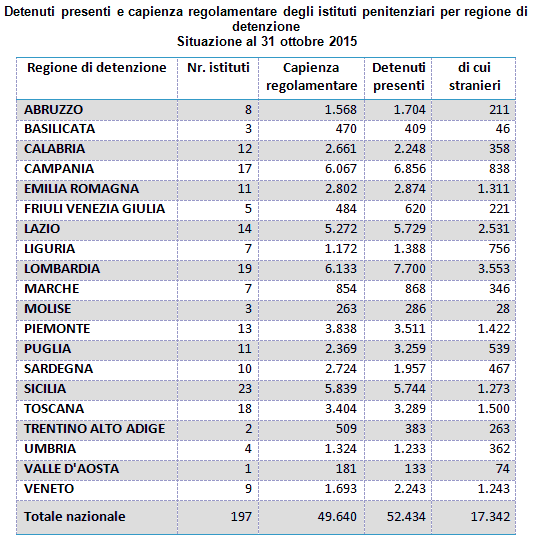 Detenuti presenti e capienza regolamentare degli istituti penitenziari per regione di
detenzione
Situazione al 31 ottobre 2015
Regione di detenzione Nr. istituti Capienza regolamentare Detenuti presenti di cui stranieri
ABRUZZO 8 1.568 1.704 211
BASILICATA 3 470 409 46
CALABRIA 12 2.661 2.248 358
CAMPANIA 17 6.067 6.856 838
EMILIA ROMAGNA 11 2.802 2.874 1.311
FRIULI VENEZIA GIULIA 5 484 620 221
LAZIO 14 5.272 5.729 2.531
LIGURIA 7 1.172 1.388 756
LOMBARDIA 19 6.133 7.700 3.553
MARCHE 7 854 868 346
MOLISE 3 263 286 28
PIEMONTE 13 3.838 3.511 1.422
PUGLIA 11 2.369 3.259 539
SARDEGNA 10 2.724 1.957 467
SICILIA 23 5.839 5.744 1.273
TOSCANA 18 3.404 3.289 1.500
TRENTINO ALTO ADIGE 2 509 383 263
UMBRIA 4 1.324 1.233 362
VALLE D'AOSTA 1 181 133 74
VENETO 9 1.693 2.243 1.243
Totale nazionale 197 49.640 52.434 17.342